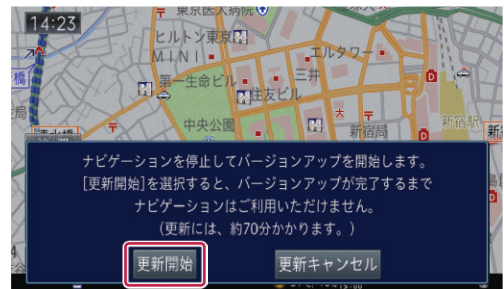 14:23
東京医大病院
ヒルトン東京
MINI
エルタワー
橋
第一生命ビル
三井
住友ビル
中央公園
新宿局
新宿駅
新
ナビゲーションを停止してバージョンアップを開始します。
[更新開始]を選択すると、バージョンアップが完了するまで
ナビゲーションはご利用いただけません。
(更新には、約70分かかります。)
更新開始
更新キャンセル